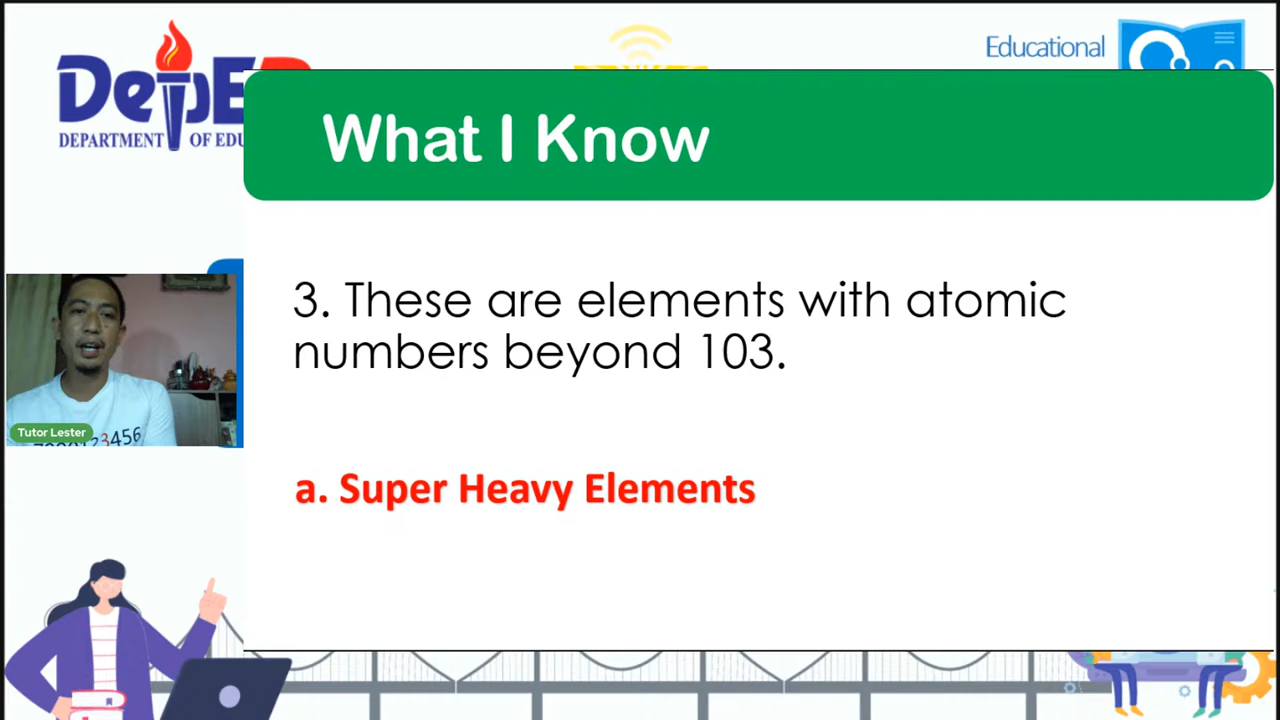 DepE
DEPARTMENT OF EDU
Educational
What I Know
3. These are elements with atomic
numbers beyond 103.
a. Super Heavy Elements
Tutor Lester